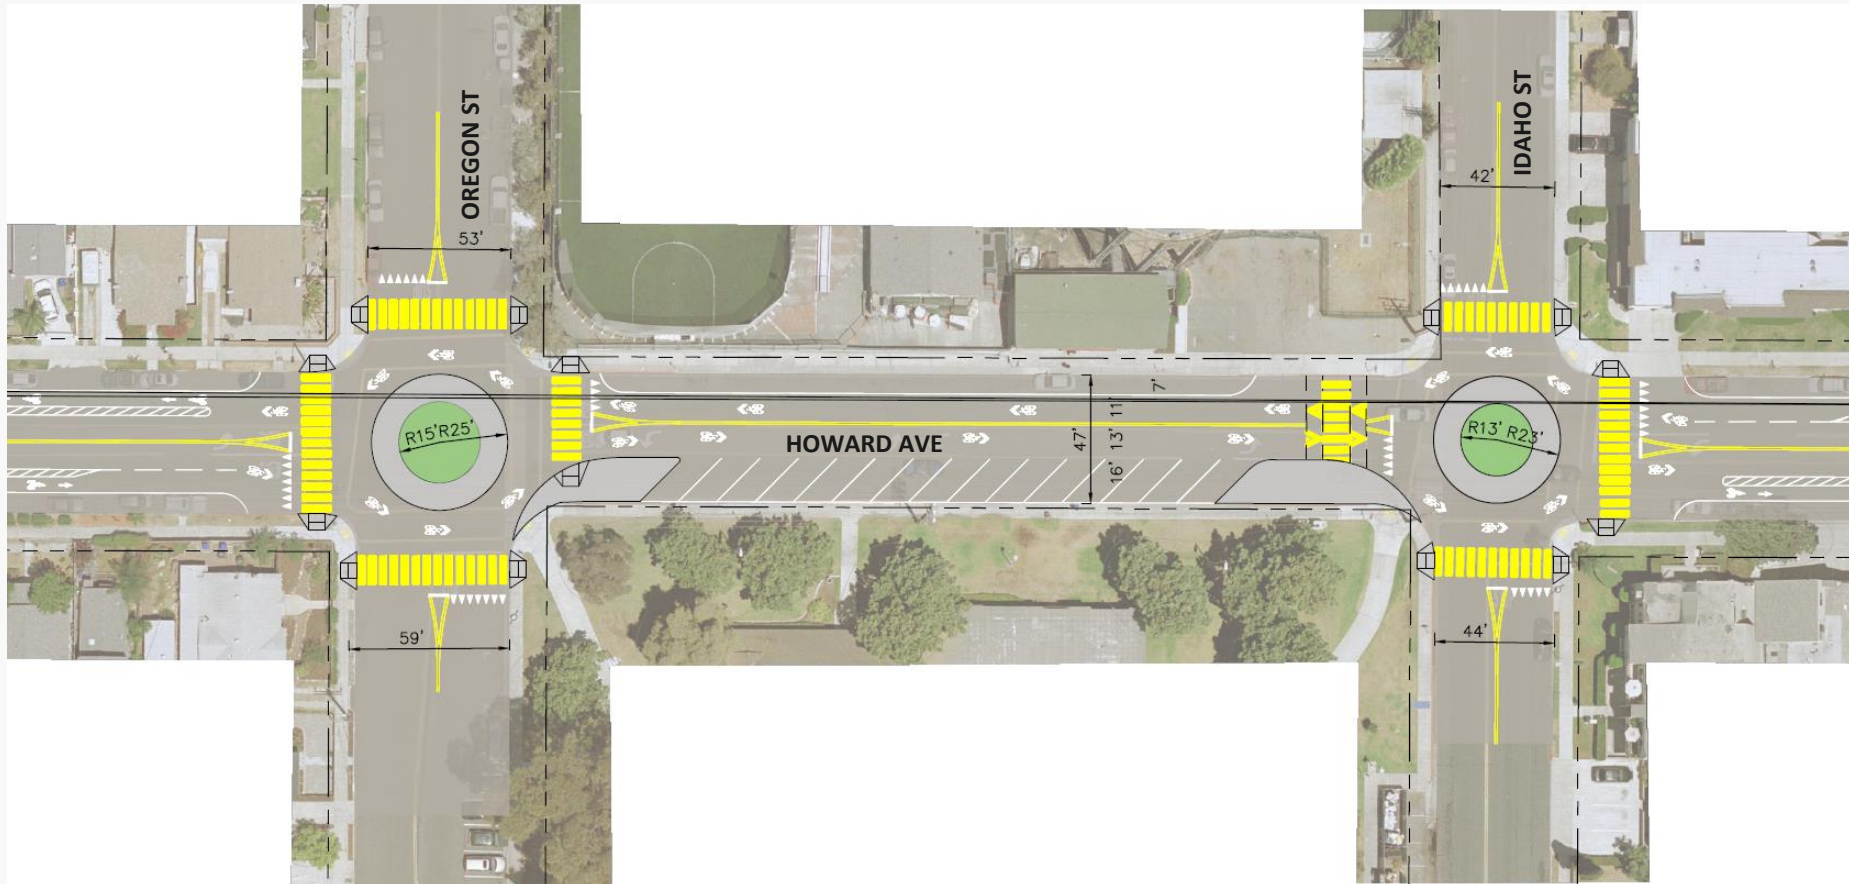 OREGON ST
IDAHO ST
42'
53'
7'
11'
R15' R25'
HOWARD AVE
47'
13'
16'
R13' R23'
59'
44'